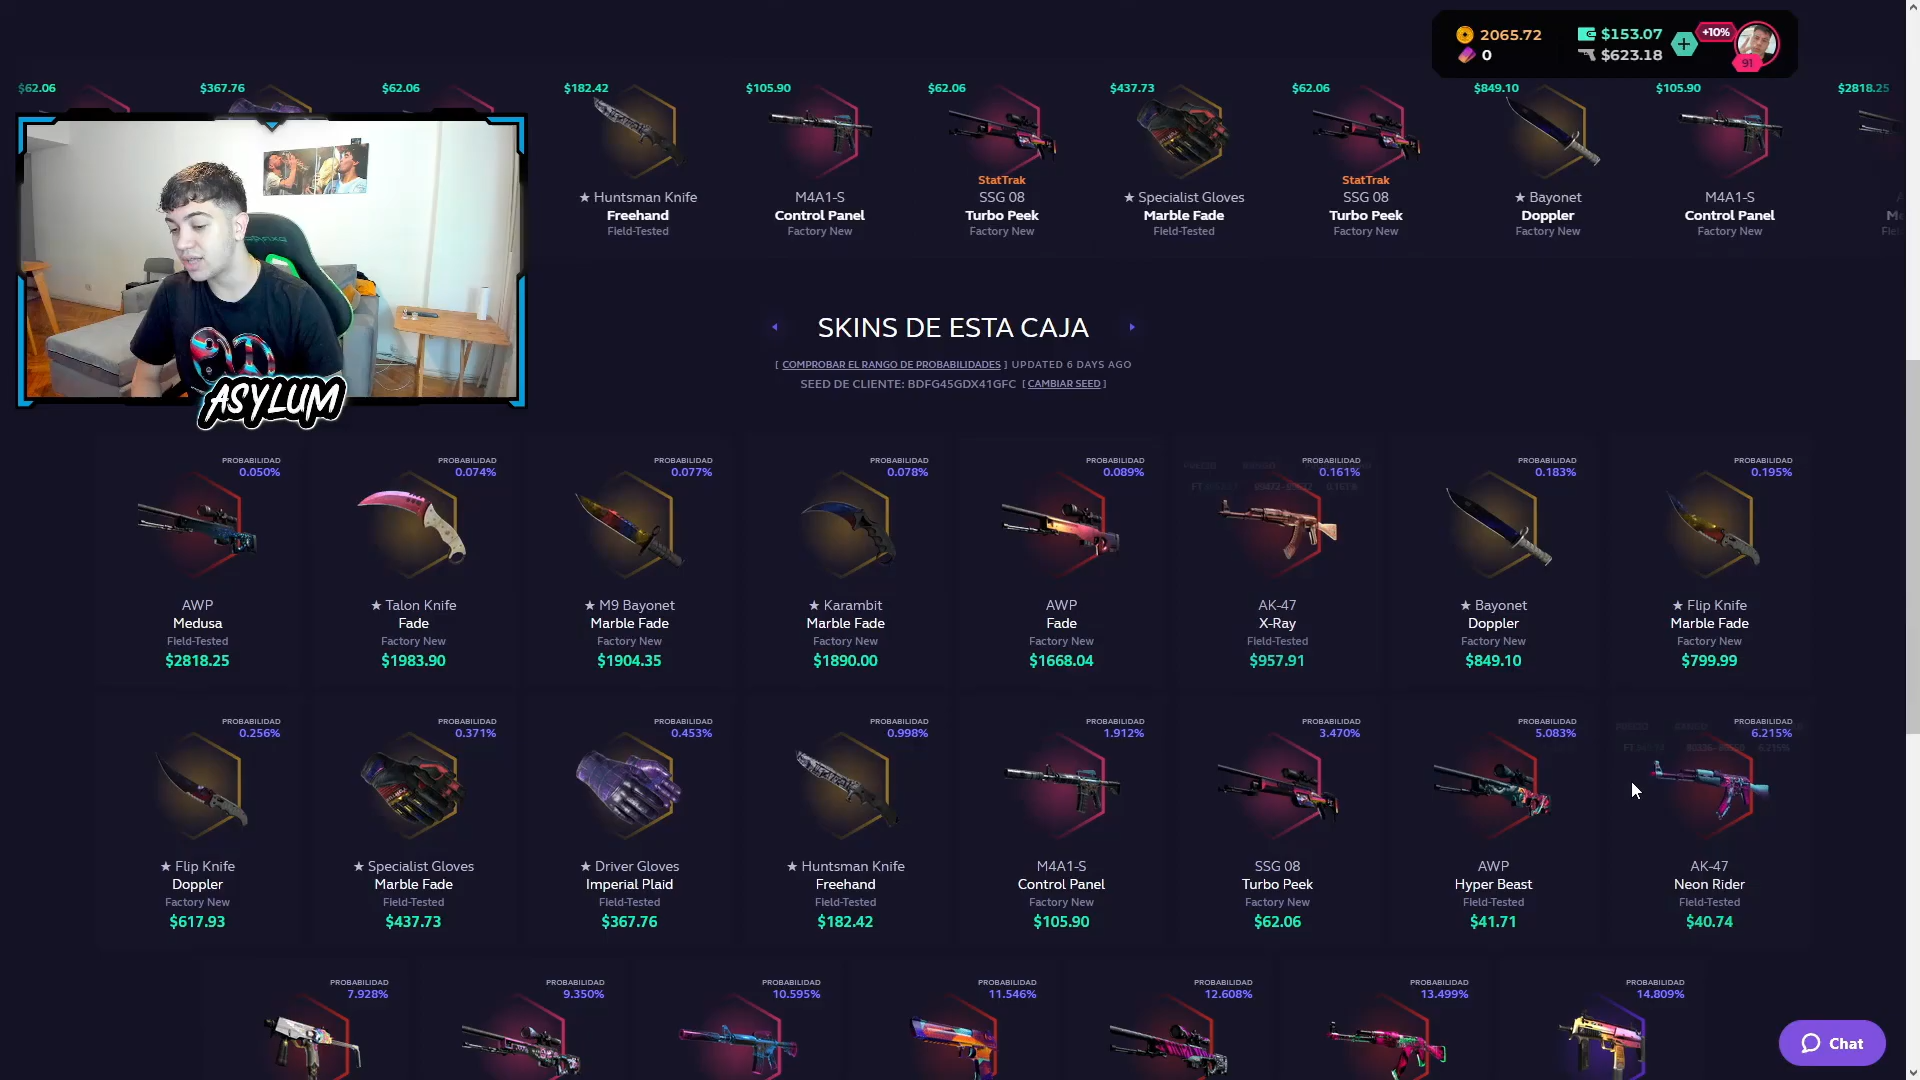 2065.72
0
$153.07
$623.18
+10%
91
$62.06
$367.76
$62.06
$182.42
$105.90
$62.06
$437.73
$62.06
$849.10
$105.90
$2818.25
★ Huntsman Knife
Freehand
Field-Tested
M4A1-S
Control Panel
Factory New
StatTrak
SSG 08
Turbo Peek
Factory New
★ Specialist Gloves
Marble Fade
Field-Tested
StatTrak
SSG 08
Turbo Peek
Factory New
★ Bayonet
Doppler
Factory New
M4A1-S
Control Panel
Factory New
ASYLUM
SKINS DE ESTA CAJA
[ COMPROBAR EL RANGO DE PROBABILIDADES ] UPDATED 6 DAYS AGO
SEED DE CLIENTE: BDFG45GDX41GFC [ CAMBIAR SEED ]
PROBABILIDAD
0.050%
AWP
Medusa
Field-Tested
$2818.25
PROBABILIDAD
0.074%
★ Talon Knife
Fade
Factory New
$1983.90
PROBABILIDAD
0.077%
★ M9 Bayonet
Marble Fade
Factory New
$1904.35
PROBABILIDAD
0.078%
★ Karambit
Marble Fade
Factory New
$1890.00
PROBABILIDAD
0.089%
AWP
Fade
Factory New
$1668.04
PROBABILIDAD
0.161%
AK-47
X-Ray
Field-Tested
$957.91
PROBABILIDAD
0.183%
★ Bayonet
Doppler
Factory New
$849.10
PROBABILIDAD
0.195%
★ Flip Knife
Marble Fade
Factory New
$799.99
PROBABILIDAD
0.256%
★ Flip Knife
Doppler
Factory New
$617.93
PROBABILIDAD
0.371%
★ Specialist Gloves
Marble Fade
Field-Tested
$437.73
PROBABILIDAD
0.453%
★ Driver Gloves
Imperial Plaid
Field-Tested
$367.76
PROBABILIDAD
0.998%
★ Huntsman Knife
Freehand
Field-Tested
$182.42
PROBABILIDAD
1.912%
M4A1-S
Control Panel
Factory New
$105.90
PROBABILIDAD
3.470%
SSG 08
Turbo Peek
Factory New
$62.06
PROBABILIDAD
5.083%
AWP
Hyper Beast
Field-Tested
$41.71
PROBABILIDAD
6.215%
AK-47
Neon Rider
Field-Tested
$40.74
PROBABILIDAD
7.928%
PROBABILIDAD
9.350%
PROBABILIDAD
10.595%
PROBABILIDAD
11.546%
PROBABILIDAD
12.608%
PROBABILIDAD
13.499%
PROBABILIDAD
14.809%
Chat